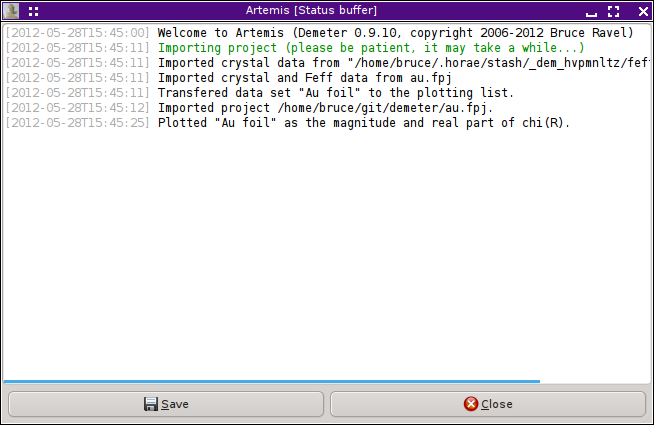 Artemis [Status buffer]
[2012-05-28T15:45:00] Welcome to Artemis (Demeter 0.9.10, copyright 2006-2012 Bruce Ravel)
[2012-05-28T15:45:11] Importing project (please be patient, it may take a while...)
[2012-05-28T15:45:11] Imported crystal data from "/home/bruce/.horae/stash/_dem_hvpmnltz/feff
[2012-05-28T15:45:11] Imported crystal and Feff data from au.fpj
[2012-05-28T15:45:11] Transfered data set "Au foil" to the plotting list.
[2012-05-28T15:45:12] Imported project /home/bruce/git/demeter/au.fpj.
[2012-05-28T15:45:25] Plotted "Au foil" as the magnitude and real part of chi(R).
Save
Close